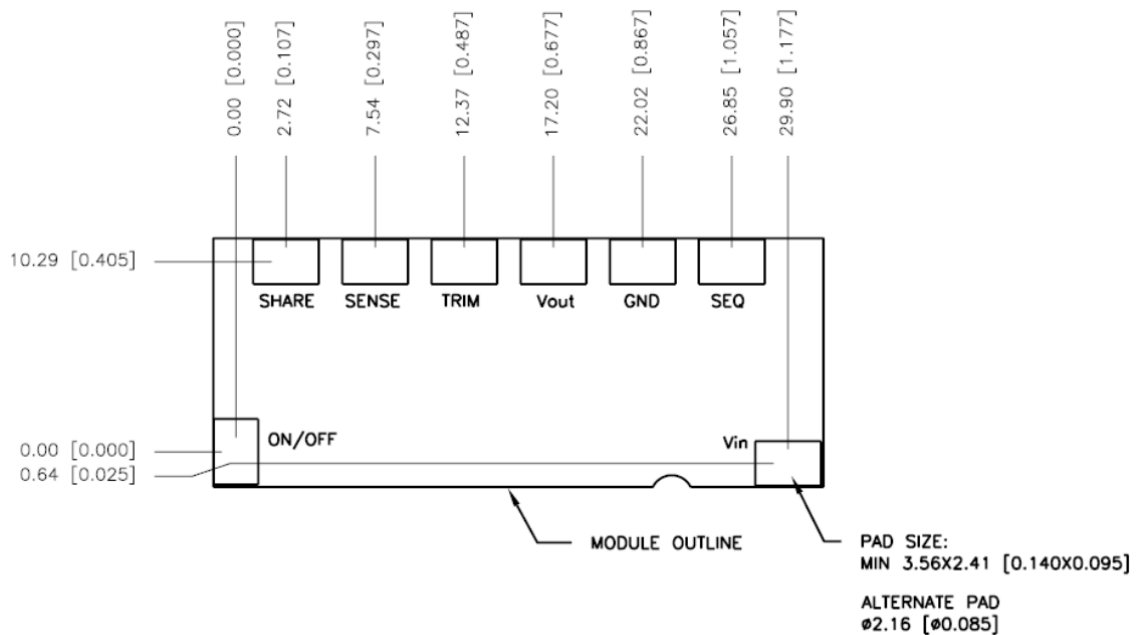 0.00 [0.000]
2.72 [0.107]
7.54 [0.297]
12.37 [0.487]
17.20 [0.677]
22.02 [0.867]
26.85 [1.057]
29.90 [1.177]
10.29 [0.405]
SHARE
SENSE
TRIM
Vout
GND
SEQ
0.00 [0.000]
ON/OFF
Vin
0.64 [0.025]
MODULE OUTLINE
PAD SIZE:
MIN 3.56X2.41 [0.140X0.095]
ALTERNATE PAD
ø2.16 [ø0.085]